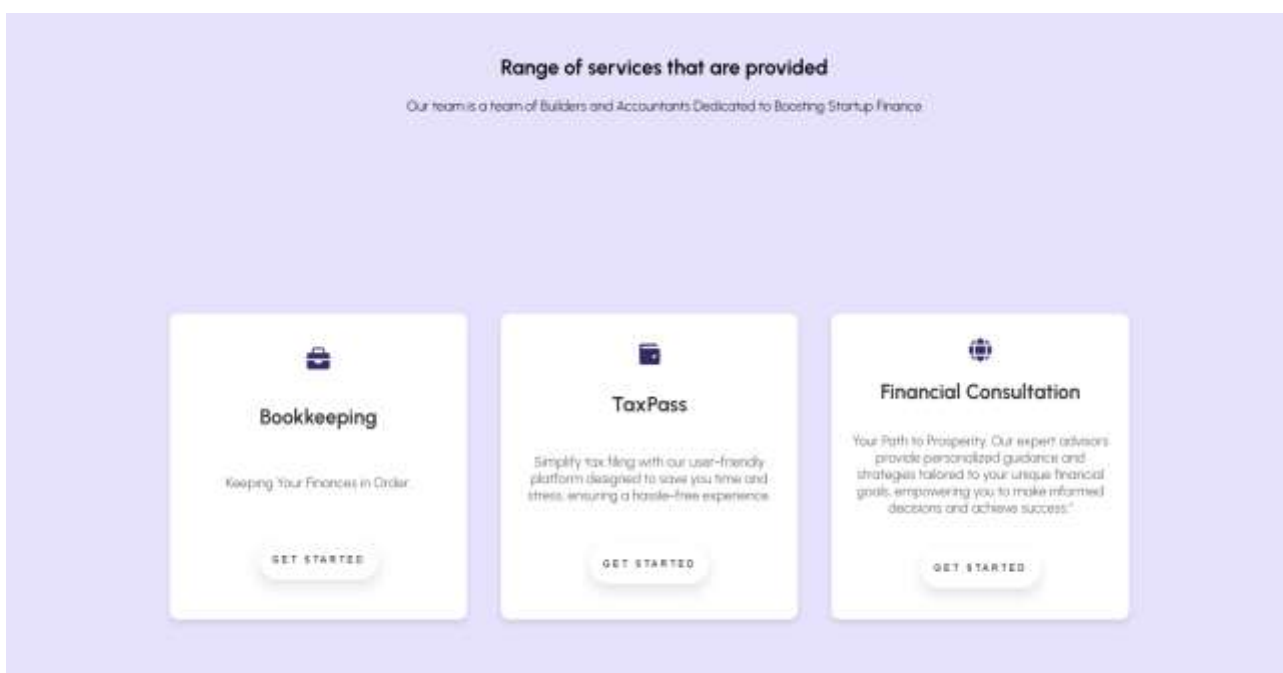 Range of services that are provided
Our team is a team of Builders and Accountants Dedicated to Boosting Startup Finance
Bookkeeping
Keeping Your Finances in Order
GET STARTED
TaxPass
Simplify tax filing with our user-friendly
platform designed to save you time and
stress, ensuring a hassle-free experience
GET STARTED
Financial Consultation
Your Path to Prosperity. Our expert advisors
provide personalized guidance and
strategies tailored to your unique financial
goals, empowering you to make informed
decisions and achieve success."
GET STARTED